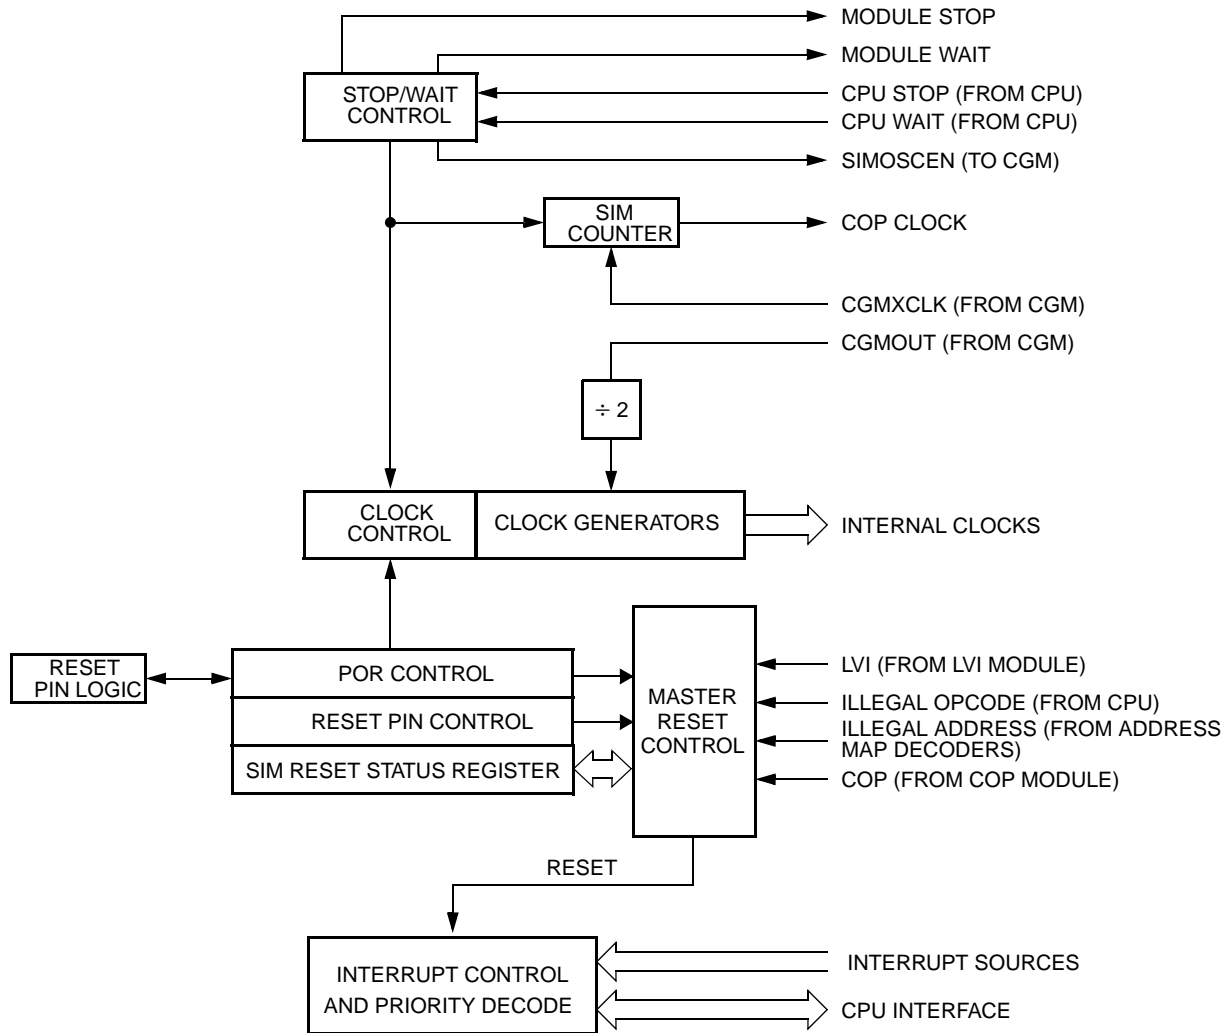 MODULE STOP
MODULE WAIT
STOP/WAIT
CONTROL
CPU STOP (FROM CPU)
CPU WAIT (FROM CPU)
SIMOSCEN (TO CGM)
SIM
COUNTER
COP CLOCK
CGMXCLK (FROM CGM)
CGMOUT (FROM CGM)
÷ 2
CLOCK
CONTROL
CLOCK GENERATORS
INTERNAL CLOCKS
RESET
PIN LOGIC
POR CONTROL
RESET PIN CONTROL
SIM RESET STATUS REGISTER
MASTER
RESET
CONTROL
LVI (FROM LVI MODULE)
ILLEGAL OPCODE (FROM CPU)
ILLEGAL ADDRESS (FROM ADDRESS
MAP DECODERS)
COP (FROM COP MODULE)
RESET
INTERRUPT CONTROL
AND PRIORITY DECODE
INTERRUPT SOURCES
CPU INTERFACE